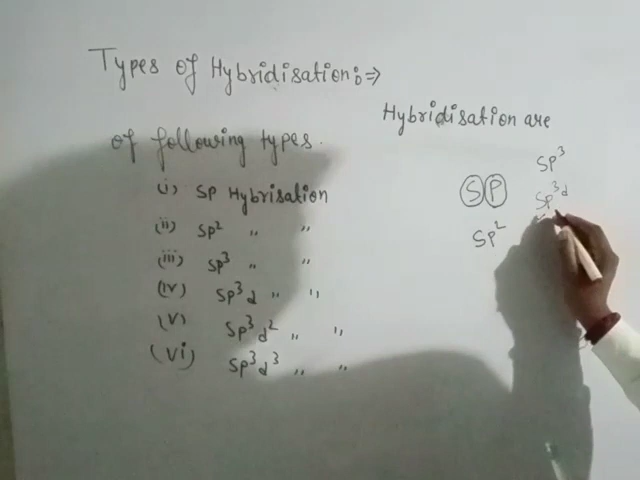 Types of Hybridisation:⇒
Hybridisation are
of following types.
(i) SP Hybrisation
(ii) SP² " "
(iii) SP³ " "
(iv) SP³d " "
(v) SP³d² " "
(vi) SP³d³ " "
SP
SP²
SP³
SP³d